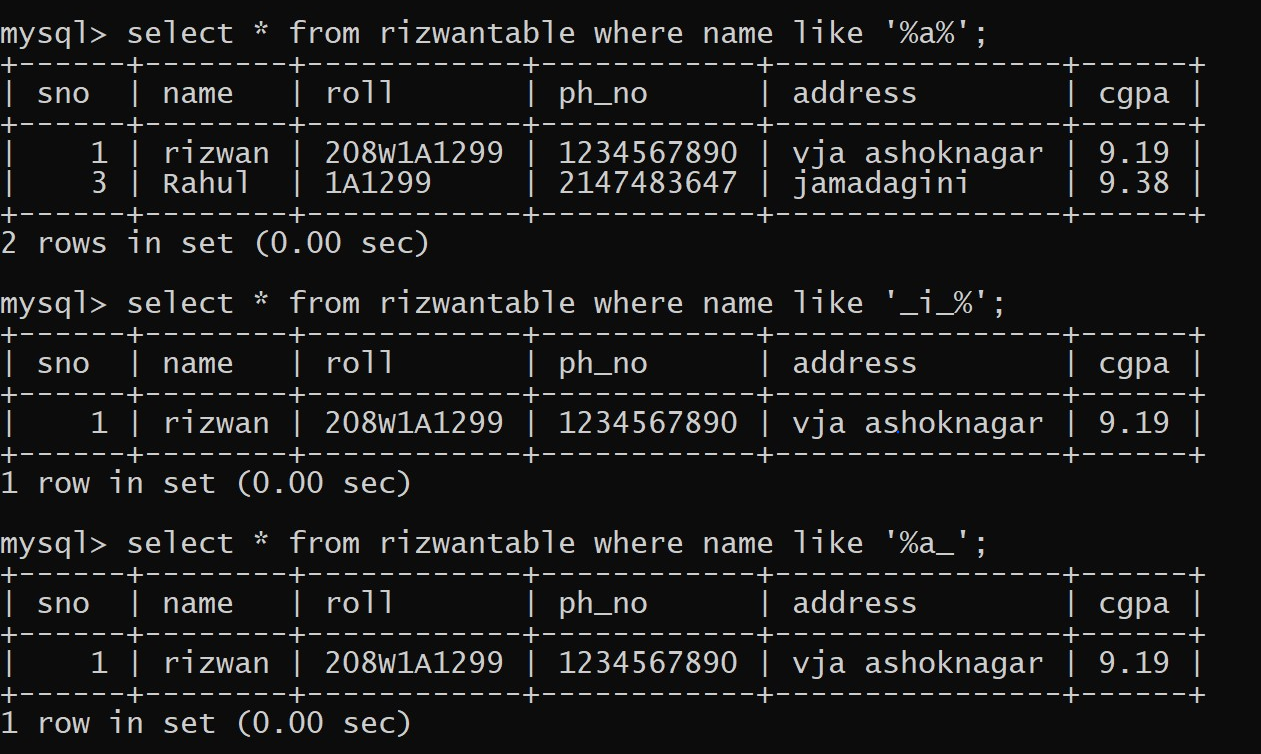 mysql> select * from rizwantable where name like '%a%';
+------+--------+------------+------------+----------------+------+
| sno  | name   | roll       | ph_no      | address        | cgpa |
+------+--------+------------+------------+----------------+------+
|    1 | rizwan | 208W1A1299 | 1234567890 | vja ashoknagar | 9.19 |
|    3 | Rahul  | 1A1299     | 2147483647 | jamadagini     | 9.38 |
+------+--------+------------+------------+----------------+------+
2 rows in set (0.00 sec)
mysql> select * from rizwantable where name like '_i_%';
+------+--------+------------+------------+----------------+------+
| sno  | name   | roll       | ph_no      | address        | cgpa |
+------+--------+------------+------------+----------------+------+
|    1 | rizwan | 208W1A1299 | 1234567890 | vja ashoknagar | 9.19 |
+------+--------+------------+------------+----------------+------+
1 row in set (0.00 sec)
mysql> select * from rizwantable where name like '%a_';
+------+--------+------------+------------+----------------+------+
| sno  | name   | roll       | ph_no      | address        | cgpa |
+------+--------+------------+------------+----------------+------+
|    1 | rizwan | 208W1A1299 | 1234567890 | vja ashoknagar | 9.19 |
+------+--------+------------+------------+----------------+------+
1 row in set (0.00 sec)